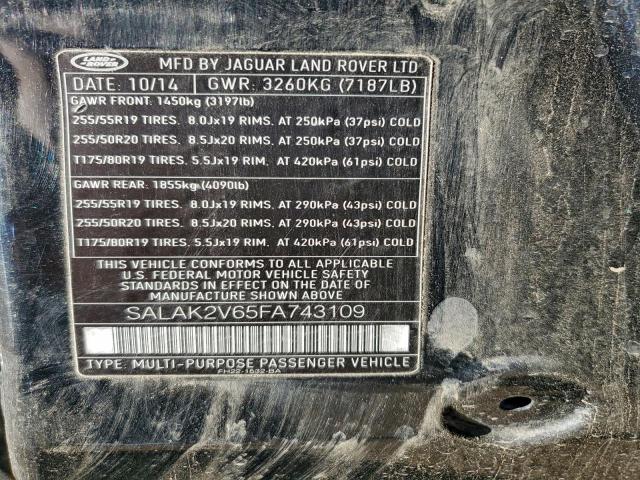 LAND ROVER
MFD BY JAGUAR LAND ROVER LTD
DATE: 10/14 GWR: 3260KG (7187LB)
GAWR FRONT: 1450kg (3197lb)
255/55R19 TIRES. 8.0Jx19 RIMS. AT 250kPa (37psi) COLD
255/50R20 TIRES. 8.5Jx20 RIMS. AT 250kPa (37psi) COLD
T175/80R19 TIRES. 5.5Jx19 RIM. AT 420kPa (61psi) COLD
GAWR REAR: 1855kg (4090lb)
255/55R19 TIRES. 8.0Jx19 RIMS. AT 290kPa (43psi) COLD
255/50R20 TIRES. 8.5Jx20 RIMS. AT 290kPa (43psi) COLD
T175/80R19 TIRES. 5.5Jx19 RIM. AT 420kPa (61psi) COLD
THIS VEHICLE CONFORMS TO ALL APPLICABLE
U.S. FEDERAL MOTOR VEHICLE SAFETY
STANDARDS IN EFFECT ON THE DATE OF
MANUFACTURE SHOWN ABOVE.
SALAK2V65FA743109
TYPE: MULTI-PURPOSE PASSENGER VEHICLE
FH22-1532-BA